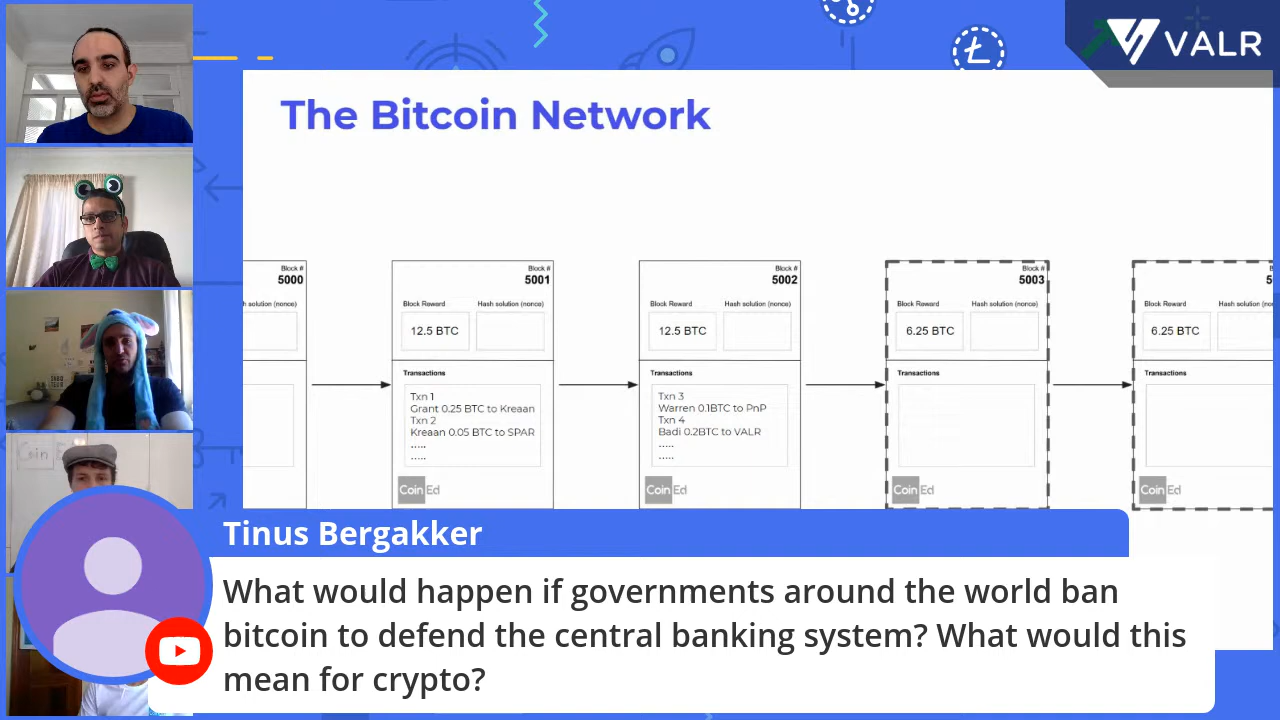 VALR
The Bitcoin Network
Block #
5000
Hash solution (nonce)
Block #
5001
Block Reward
Hash solution (nonce)
12.5 BTC
Transactions
Txn 1
Grant 0.25 BTC to Kreaan
Txn 2
Kreaan 0.05 BTC to SPAR
.....
.....
CoinEd
Block #
5002
Block Reward
Hash solution (nonce)
12.5 BTC
Transactions
Txn 3
Warren 0.1BTC to PnP
Txn 4
Badi 0.2BTC to VALR
.....
.....
CoinEd
Block #
5003
Block Reward
Hash solution (nonce)
6.25 BTC
Transactions
CoinEd
Block Reward
6.25 BTC
Transactions
CoinEd
Coin
Tinus Bergakker
What would happen if governments around the world ban
bitcoin to defend the central banking system? What would this
mean for crypto?